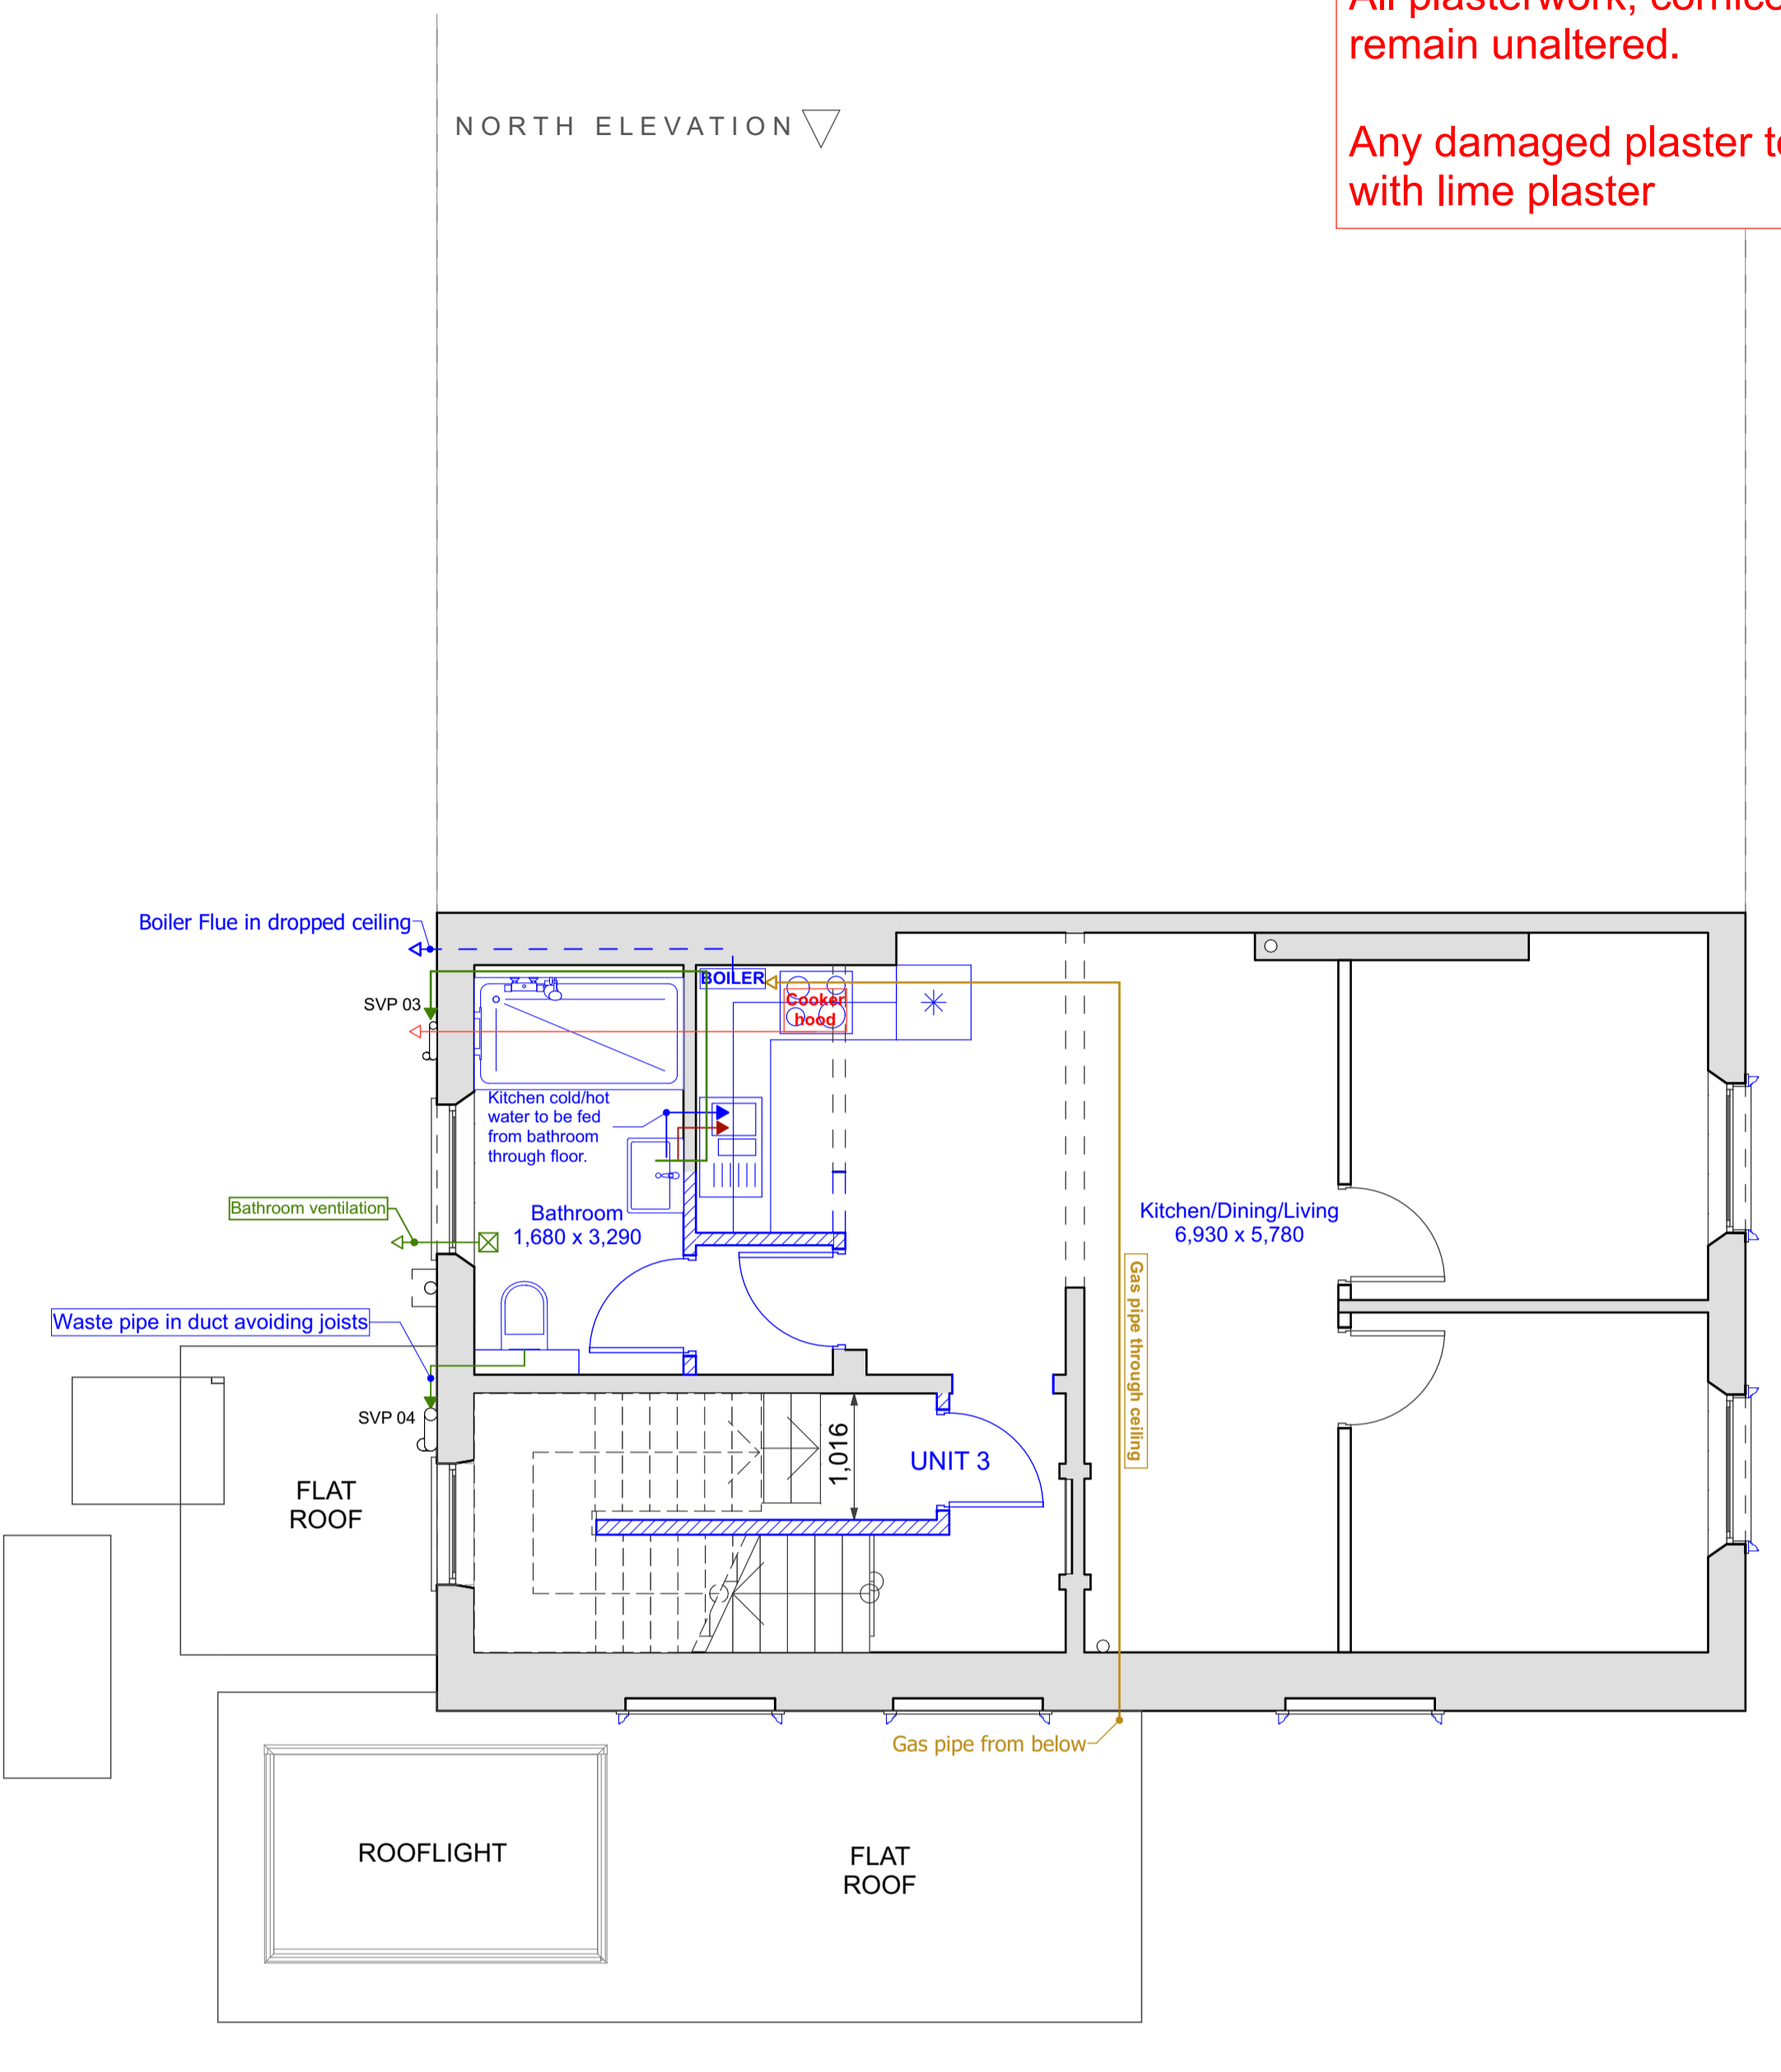 remain unaltered.
Any damaged plaster
with lime plaster
NORTH ELEVATION
Boiler Flue in dropped ceiling
SVP 03
BOILER
Cooker
hood
Kitchen cold/hot
water to be fed
from bathroom
through floor.
Bathroom ventilation
Bathroom
1,680 x 3,290
Kitchen/Dining/Living
6,930 x 5,780
Gas pipe through ceiling
Waste pipe in duct avoiding joists
SVP 04
1,016
UNIT 3
FLAT
ROOF
Gas pipe from below
ROOFLIGHT
FLAT
ROOF